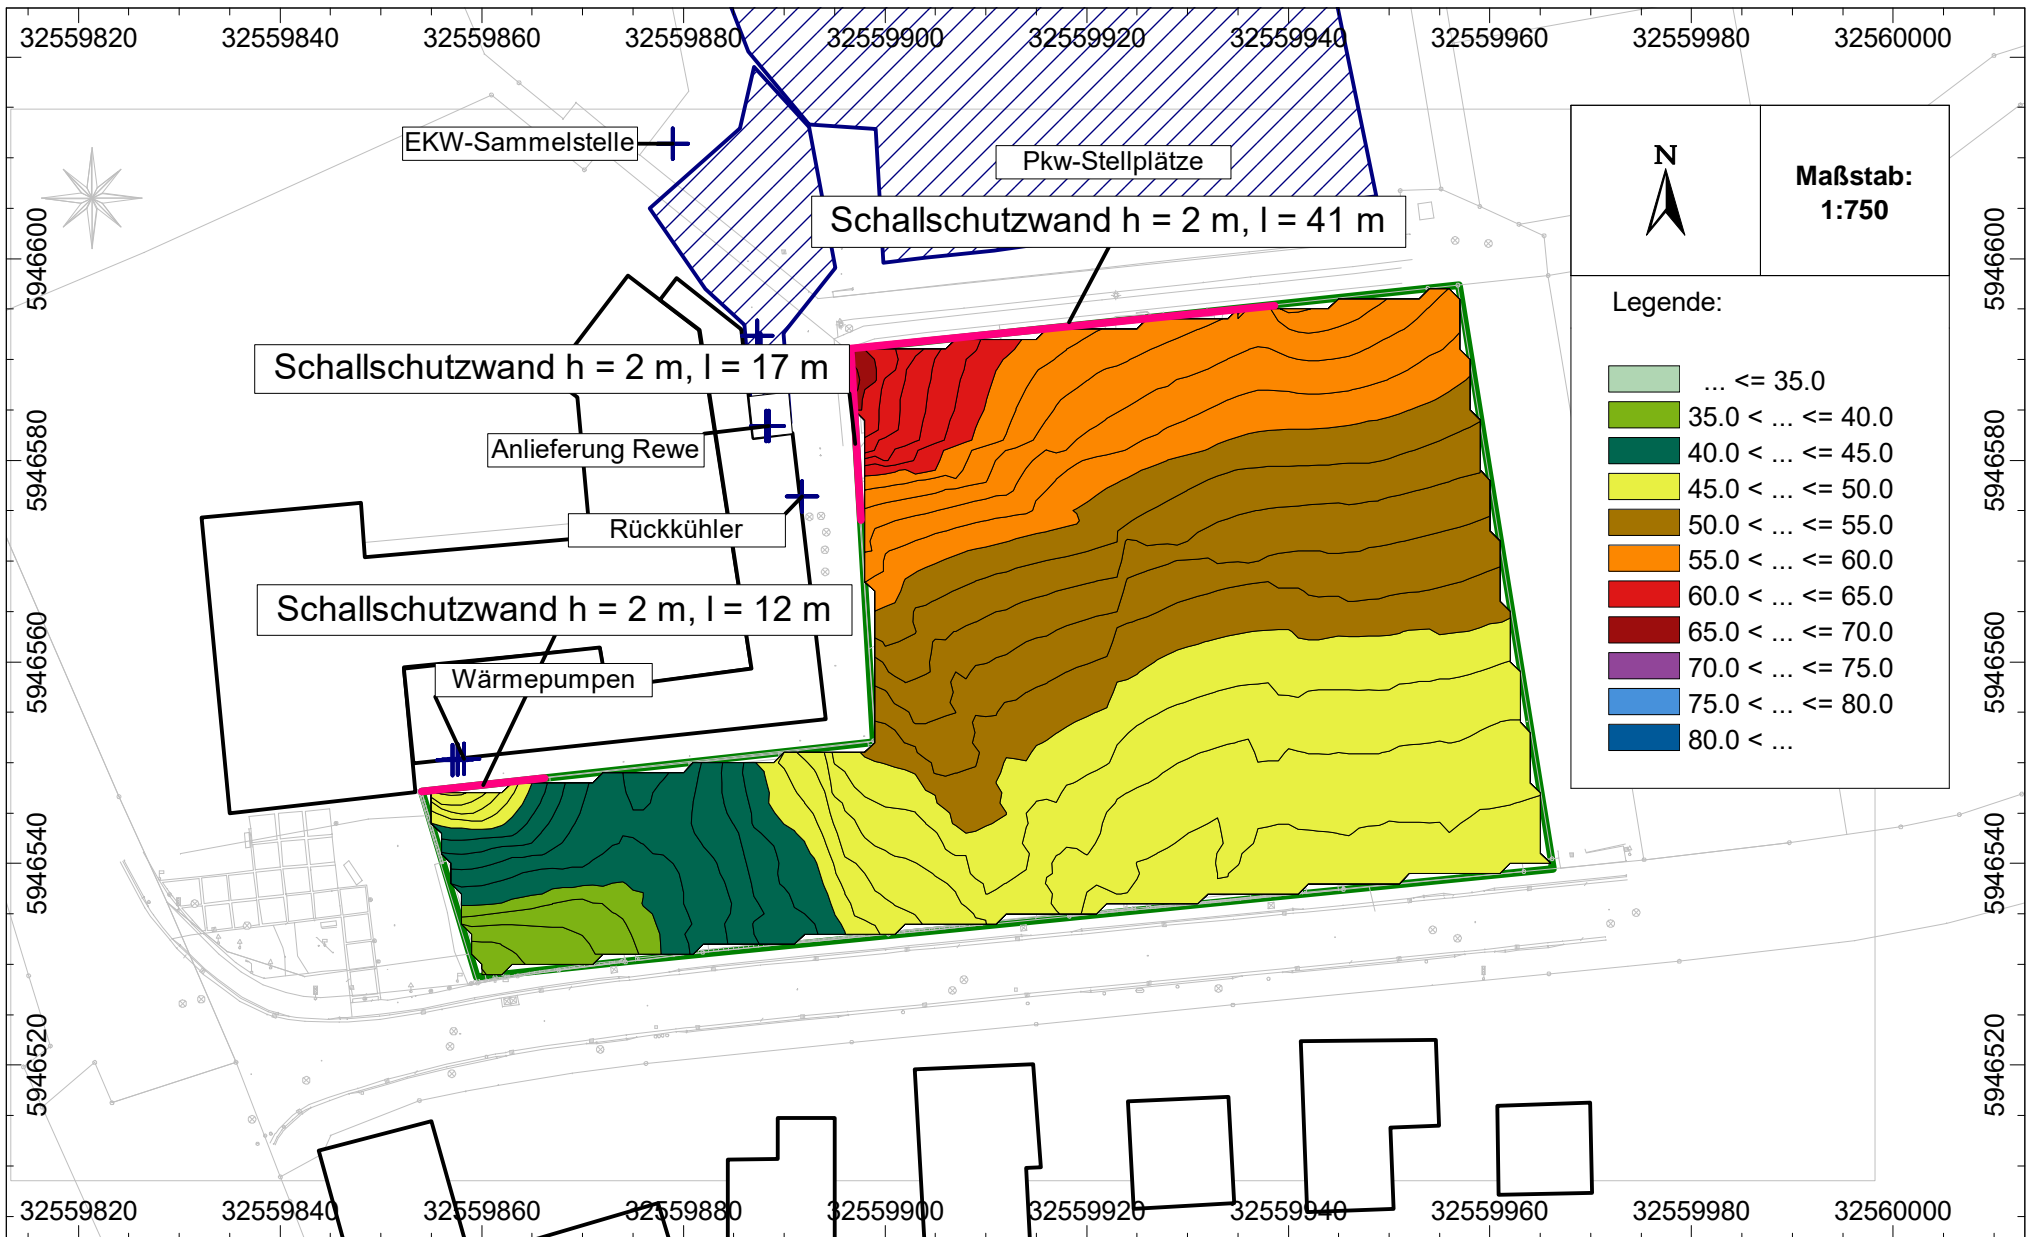 32559820 32559840 32559860 32559880 32559900 32559920 32559940 32559960 32559980 32560000
EKW-Sammelstelle
Pkw-Stellplätze
N
Maßstab:
1:750
Schallschutzwand h = 2 m, l = 41 m
5946600
5946600
Legende:
Schallschutzwand h = 2 m, l = 17 m
... <= 35.0
35.0 < ... <= 40.0
40.0 < ... <= 45.0
45.0 < ... <= 50.0
50.0 < ... <= 55.0
55.0 < ... <= 60.0
60.0 < ... <= 65.0
65.0 < ... <= 70.0
70.0 < ... <= 75.0
75.0 < ... <= 80.0
80.0 < ...
Anlieferung Rewe
5946580
5946580
Rückkühler
Schallschutzwand h = 2 m, l = 12 m
Wärmepumpen
5946560
5946560
5946540
5946540
5946520
5946520
32559820 32559840 32559860 32559880 32559900 32559920 32559940 32559960 32559980 32560000